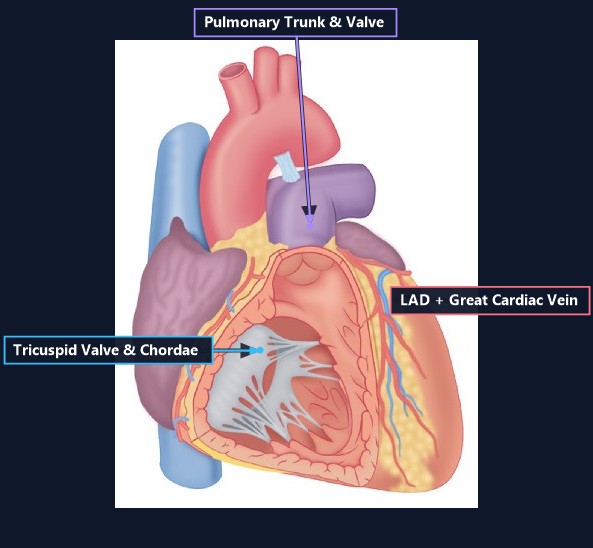 Pulmonary Trunk & Valve
LAD + Great Cardiac Vein
Tricuspid Valve & Chordae